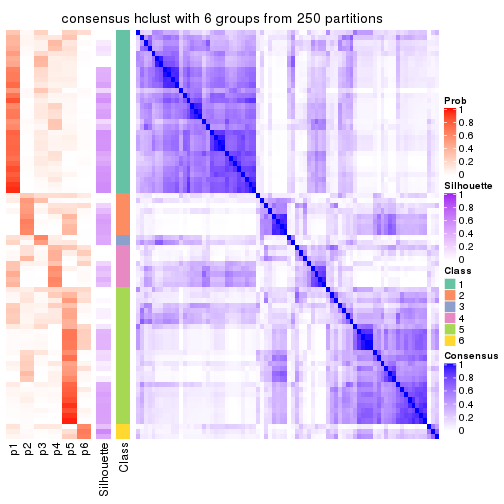 consensus hclust with 6 groups from 250 partitions
Prob
1
0.8
0.6
0.4
0.2
0
Silhouette
1
0.8
0.6
0.4
0.2
0
Class
1
2
3
4
5
6
Consensus
1
0.8
0.6
0.4
0.2
0
p1
p2
p3
p4
p5
p6
Silhouette
Class